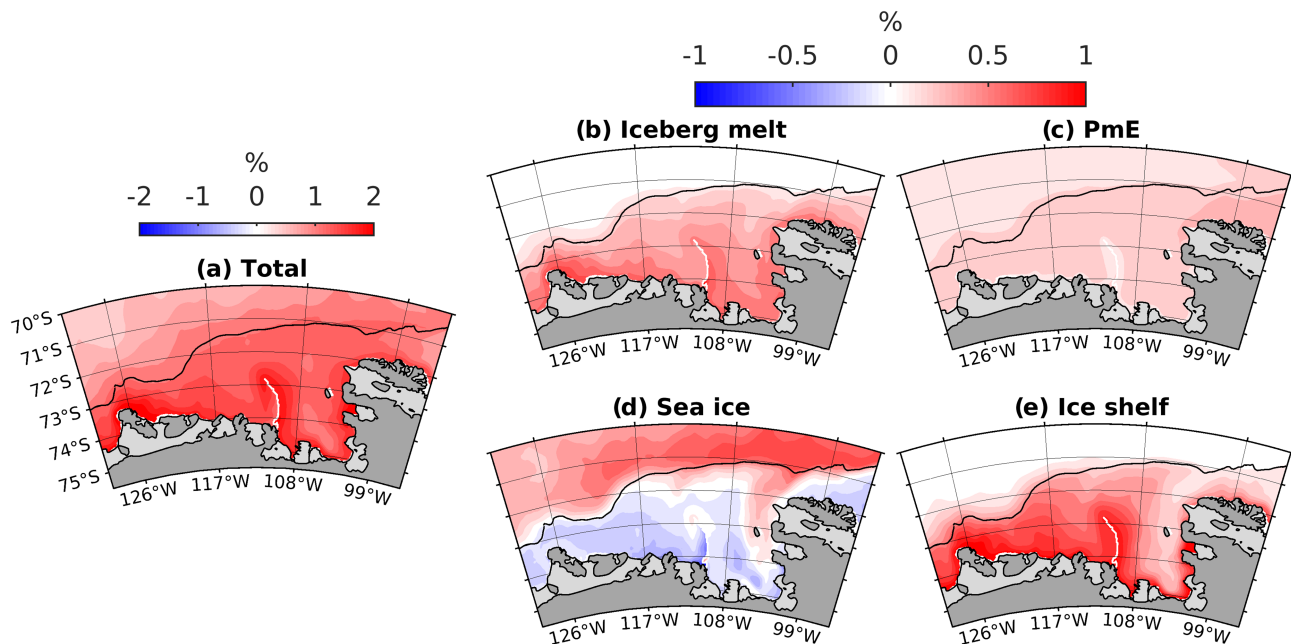 %
-1 -0.5 0 0.5 1
(b) Iceberg melt
(c) PmE
%
-2 -1 0 1 2
(a) Total
70°S
71°S
72°S
73°S
74°S
75°S
126°W 117°W 108°W 99°W
126°W 117°W 108°W 99°W
126°W 117°W 108°W 99°W
(d) Sea ice
(e) Ice shelf
126°W 117°W 108°W 99°W
126°W 117°W 108°W 99°W